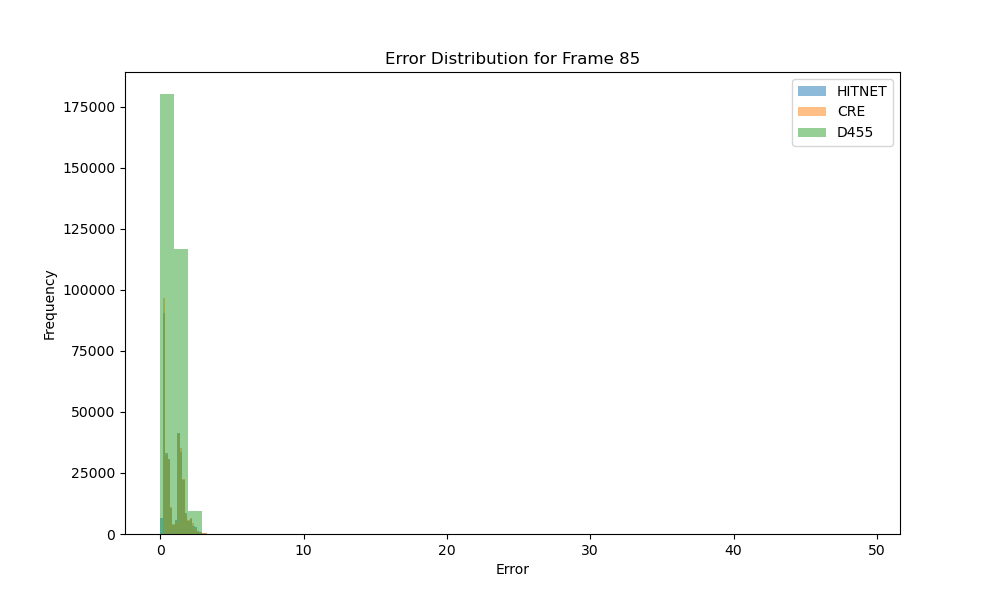 Error Distribution for Frame 85
HITNET
CRE
D455
175000
150000
125000
100000
75000
50000
25000
0
Frequency
0 10 20 30 40 50
Error